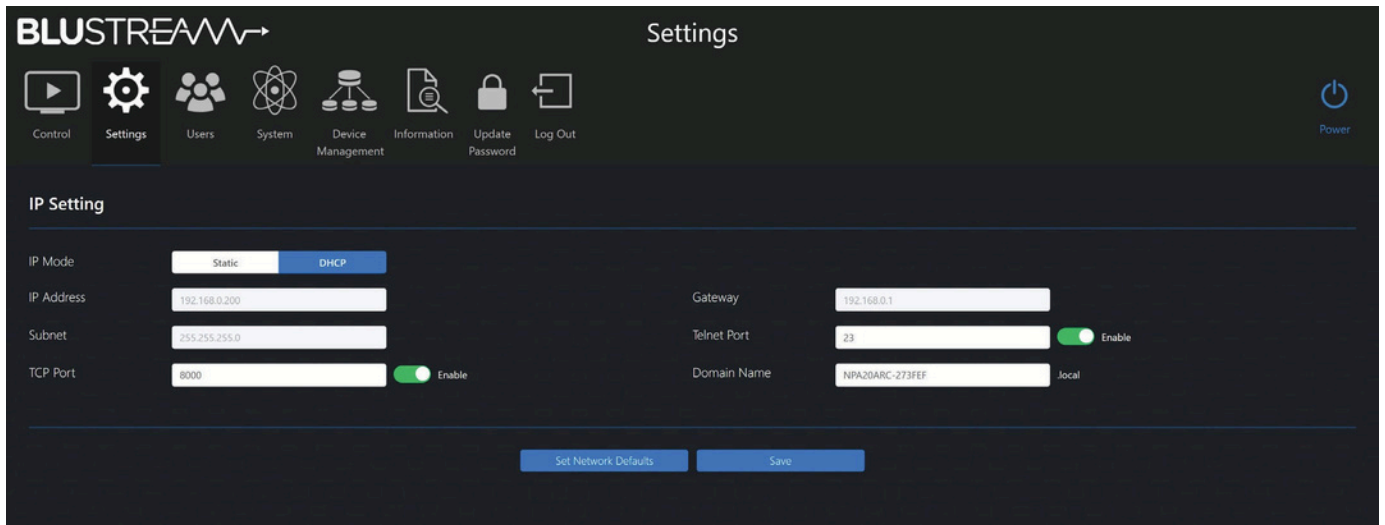 BLUSTREAM
Settings
Control
Settings
Users
System
Device
Management
Information
Update
Password
Log Out
Power
IP Setting
IP Mode
Static
DHCP
IP Address
192.168.0.200
Gateway
192.168.0.1
Subnet
255.255.255.0
Telnet Port
23
Enable
TCP Port
8000
Enable
Domain Name
NPA20ARC-273FEF
.local
Set Network Defaults
Save